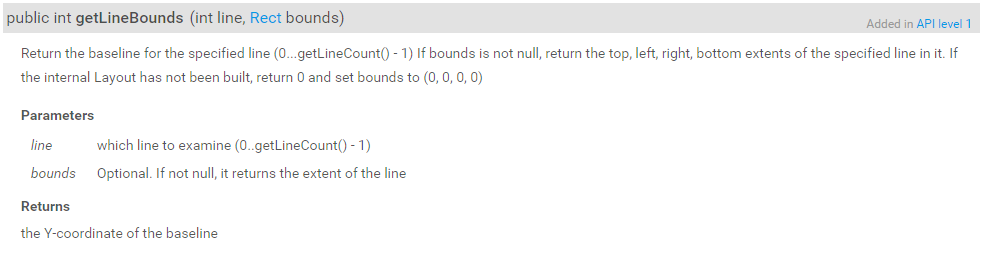 public int getLineBounds (int line, Rect bounds)
Added in API level 1
Return the baseline for the specified line (0...getLineCount() - 1) If bounds is not null, return the top, left, right, bottom extents of the specified line in it. If
the internal Layout has not been built, return 0 and set bounds to (0, 0, 0, 0)
Parameters
line which line to examine (0..getLineCount() - 1)
bounds Optional. If not null, it returns the extent of the line
Returns
the Y-coordinate of the baseline